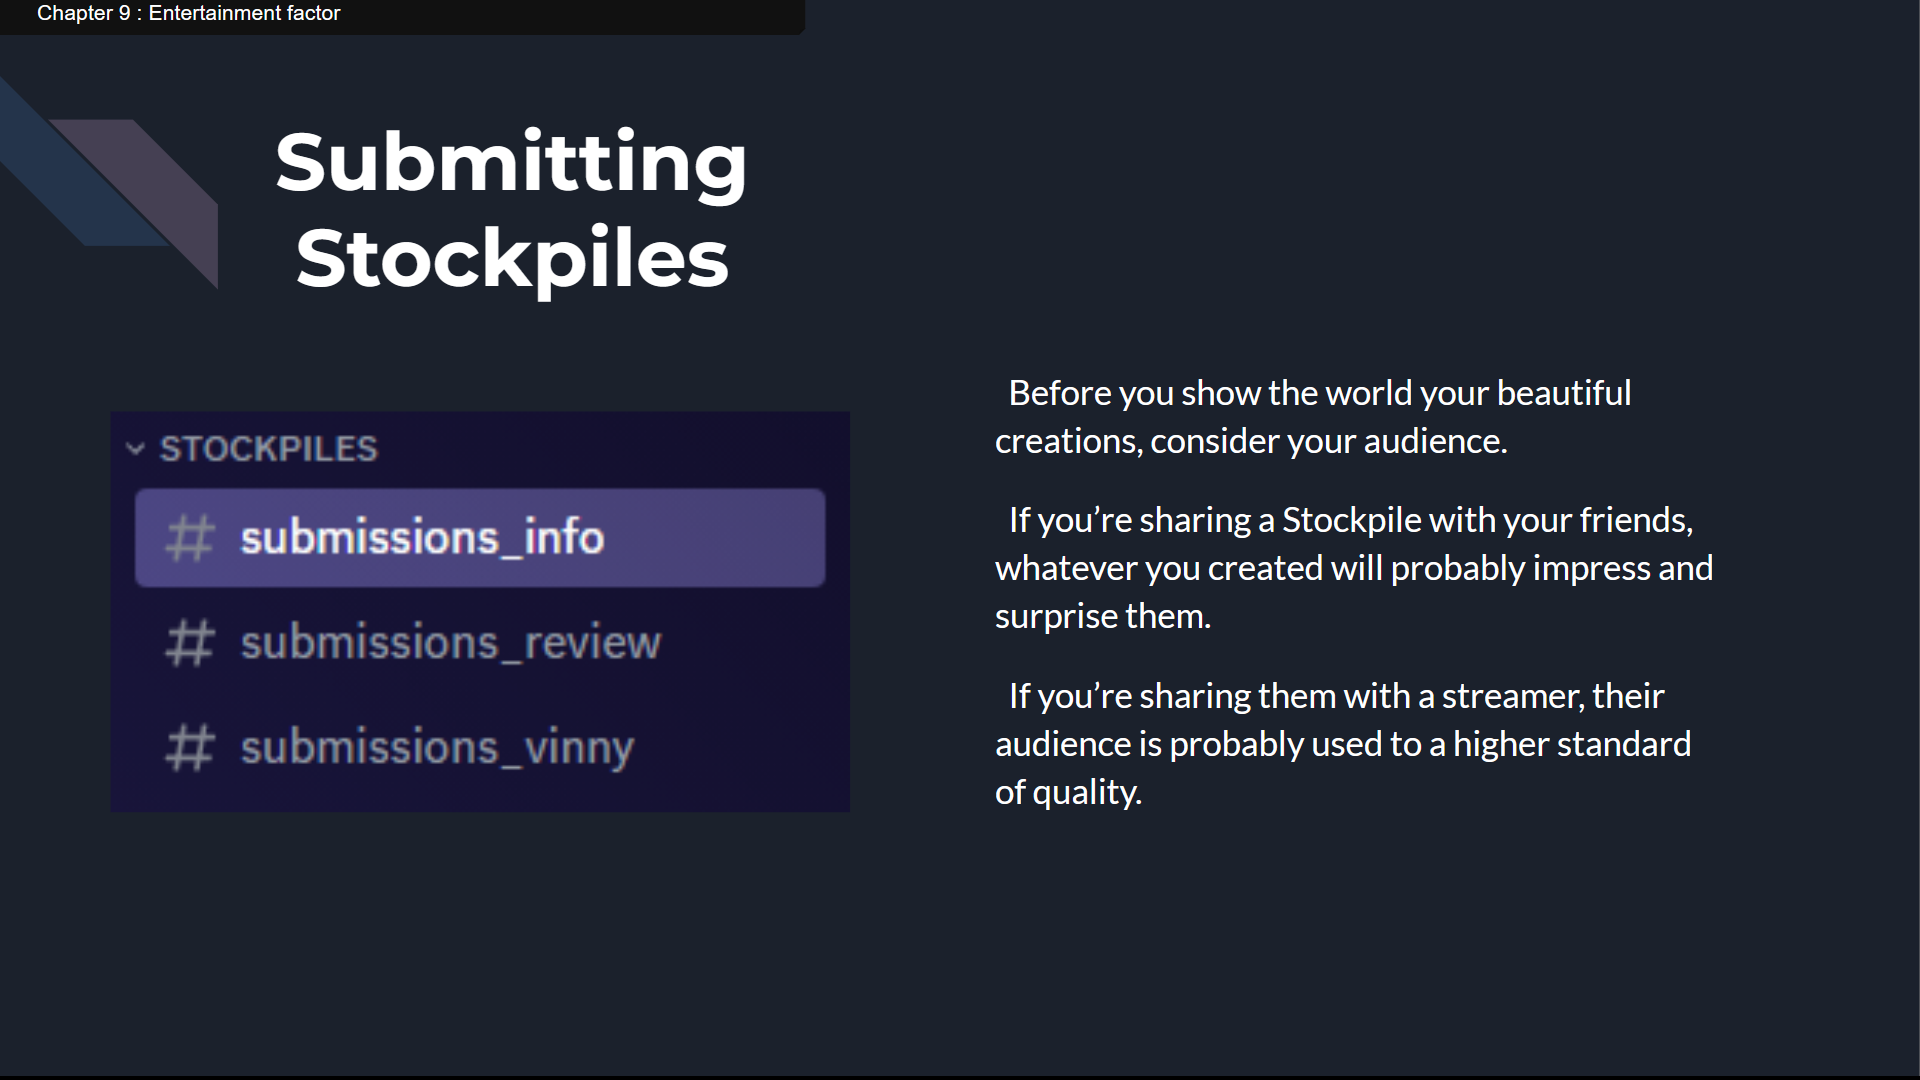 Chapter 9 : Entertainment factor
Submitting
Stockpiles
STOCKPILES
# submissions_info
# submissions_review
# submissions_vinny
Before you show the world your beautiful
creations, consider your audience.
If you’re sharing a Stockpile with your friends,
whatever you created will probably impress and
surprise them.
If you’re sharing them with a streamer, their
audience is probably used to a higher standard
of quality.